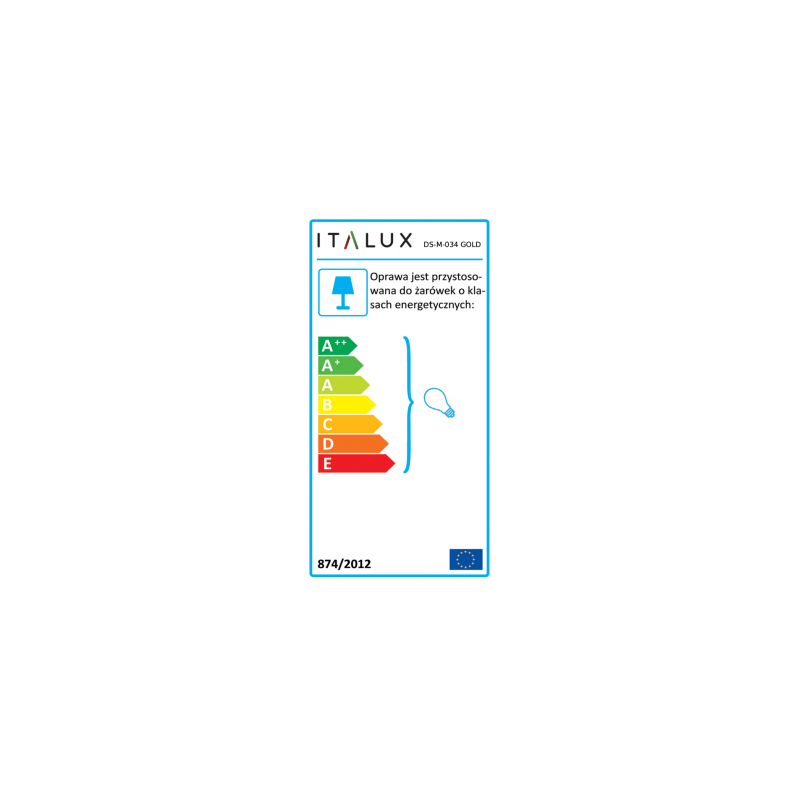 ITALUX DS-M-034 GOLD
Oprawa jest przystoso-
wana do żarówek o kla-
sach energetycznych:
A++
A+
A
B
C
D
E
874/2012